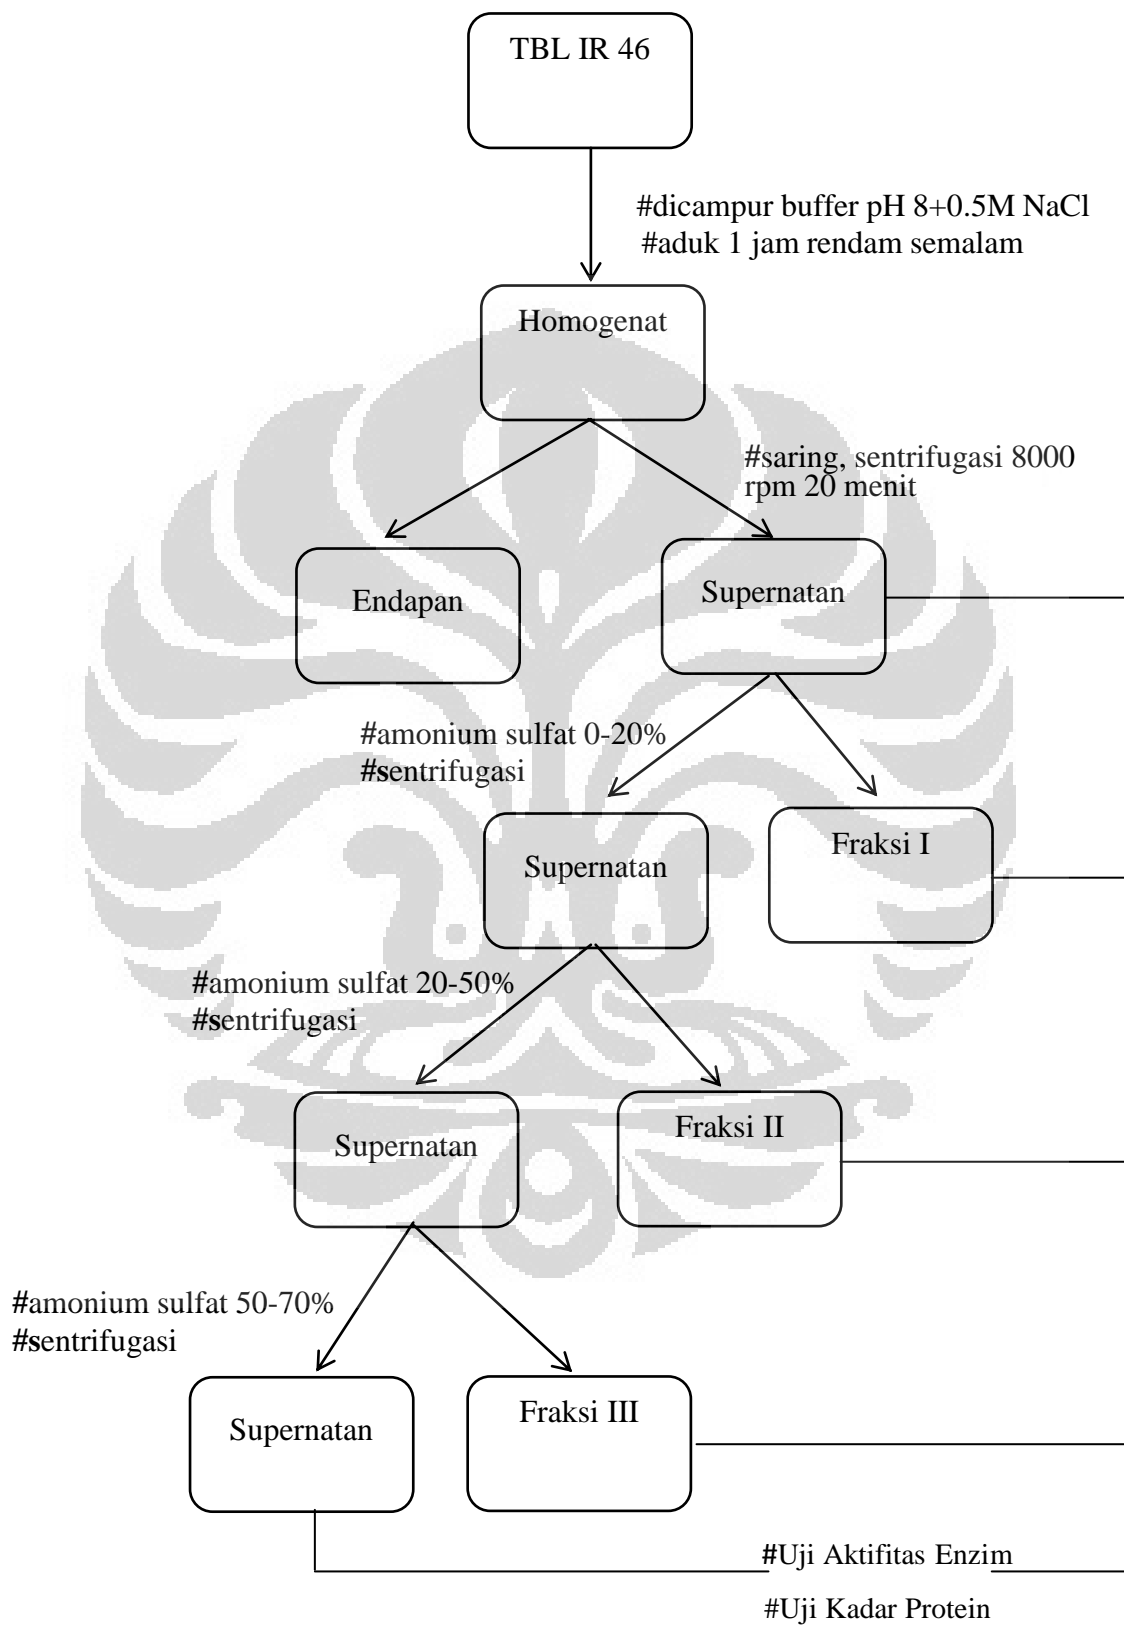 TBL IR 46
#dicampur buffer pH 8+0.5M NaCl
#aduk 1 jam rendam semalam
Homogenat
#saring, sentrifugasi 8000
rpm 20 menit
Endapan
Supernatan
#amonium sulfat 0-20%
#sentrifugasi
Supernatan
Fraksi I
#amonium sulfat 20-50%
#sentrifugasi
Supernatan
Fraksi II
#amonium sulfat 50-70%
#sentrifugasi
Supernatan
Fraksi III
#Uji Aktifitas Enzim
#Uji Kadar Protein